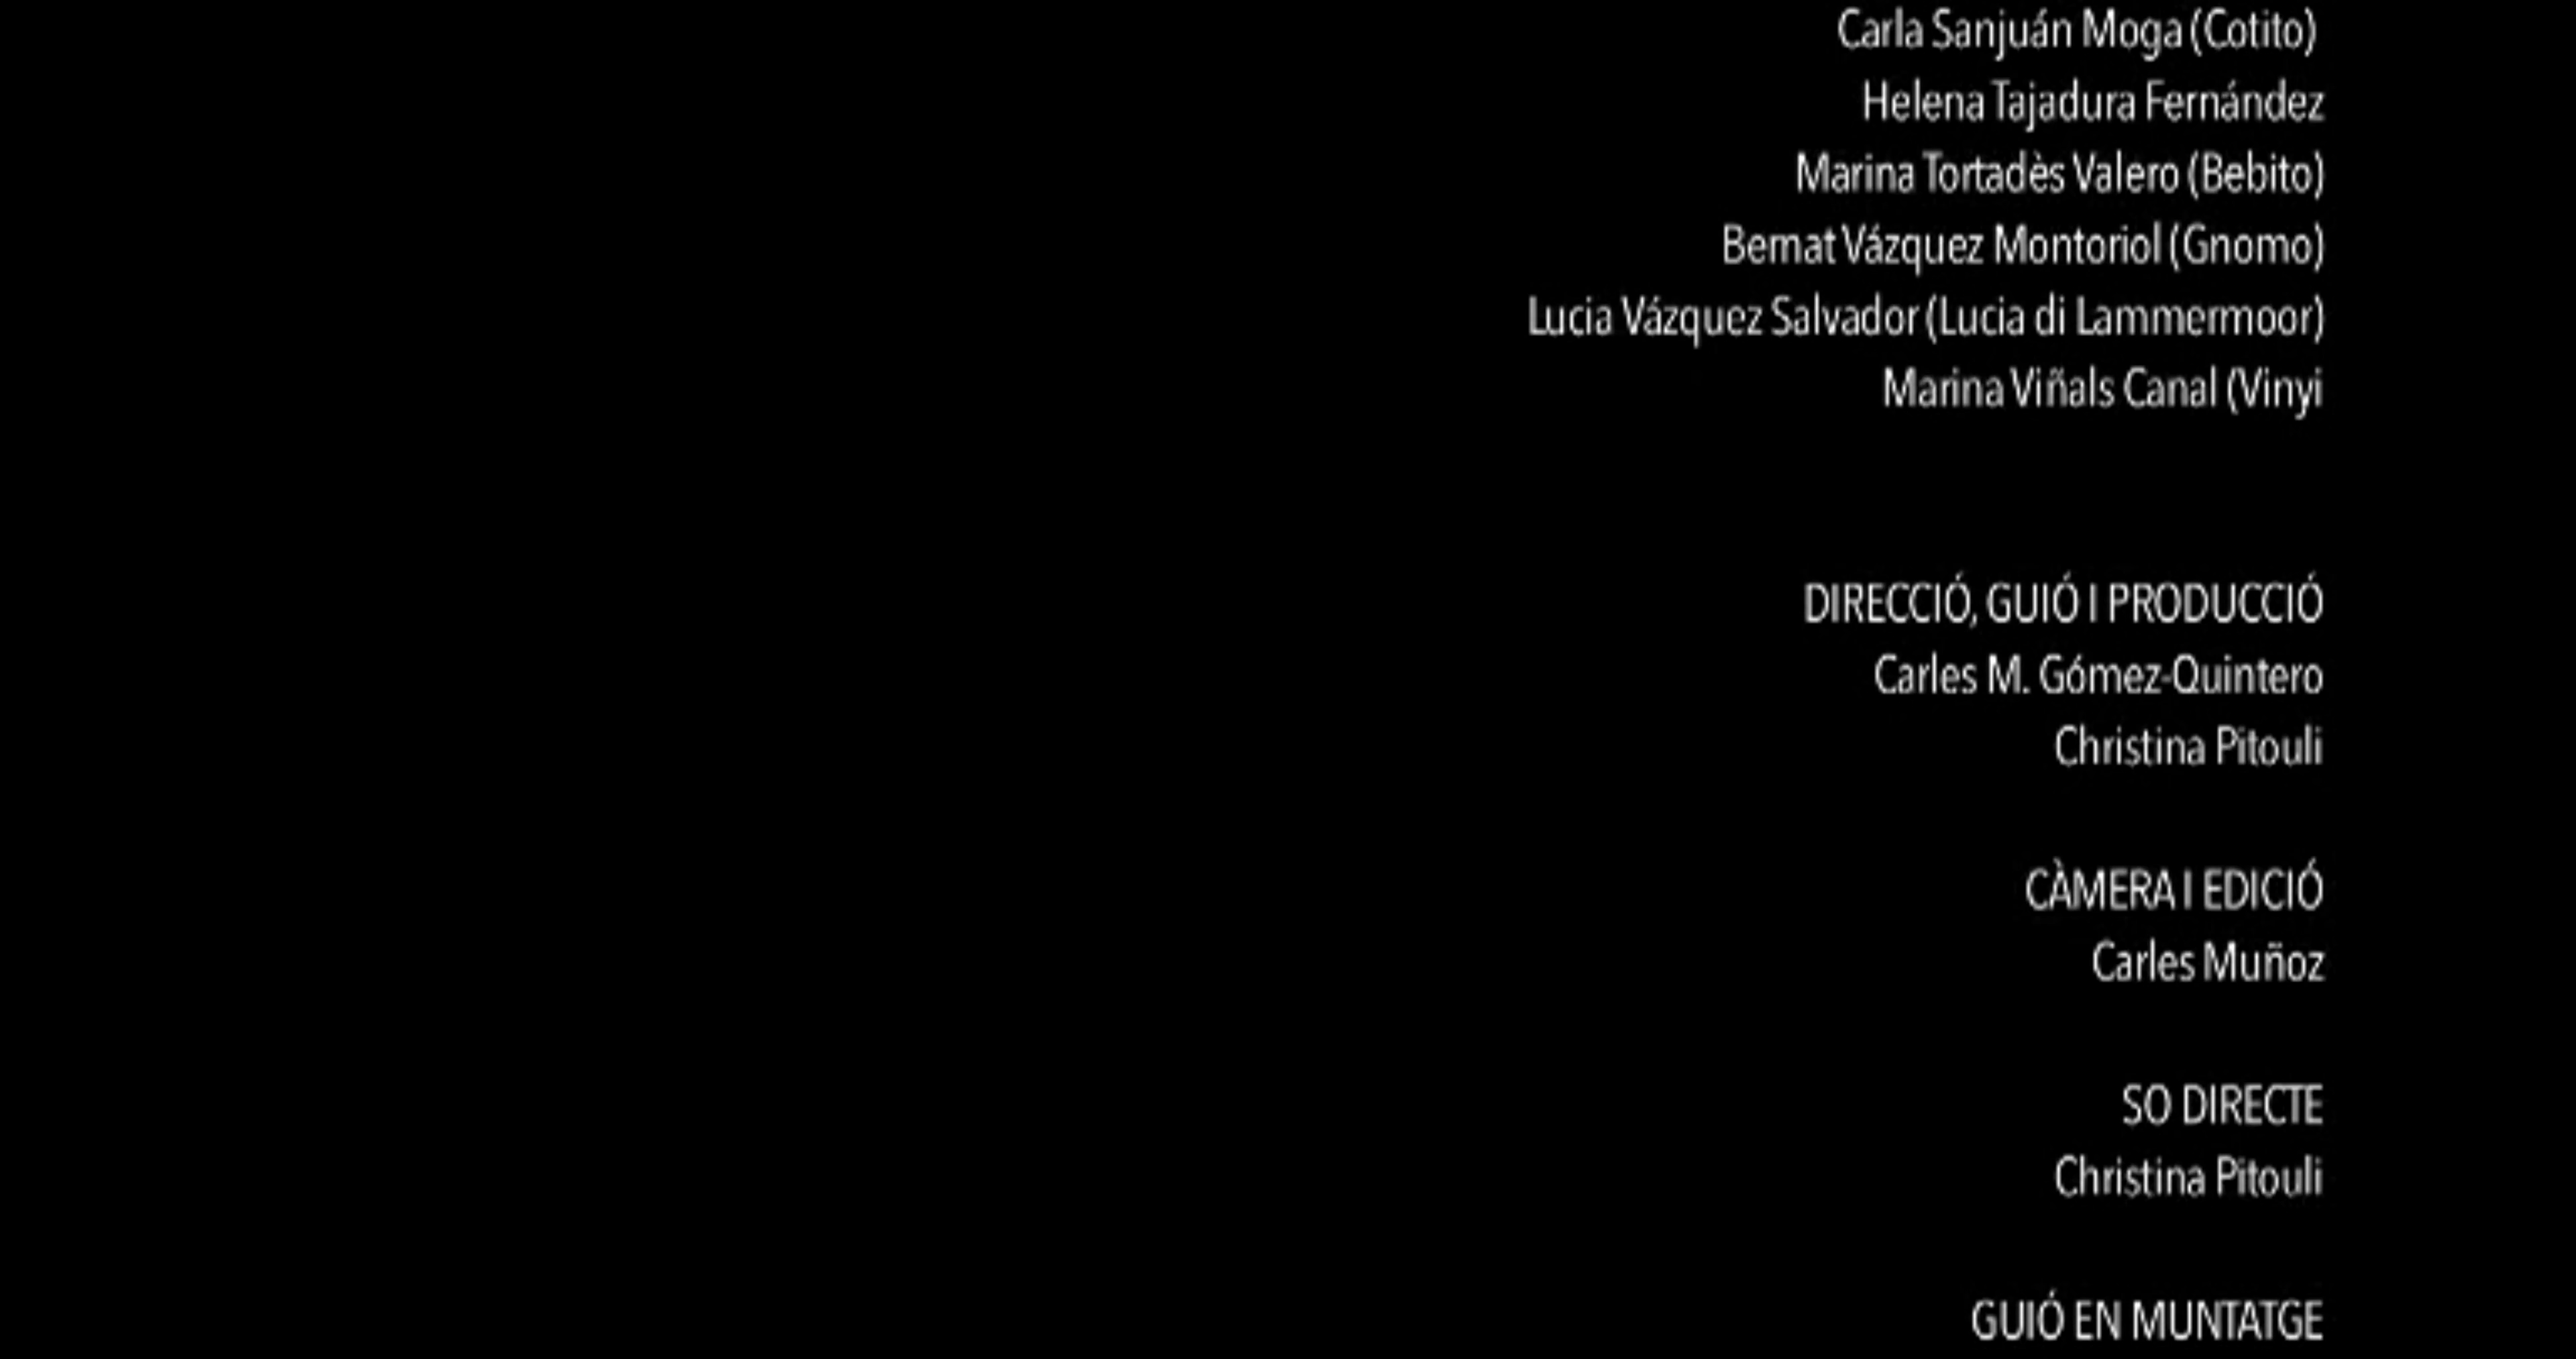 Carla Sanjuán Moga (Cotito)
Helena Tajadura Fernández
Marina Tortadès Valero (Bebito)
Bernat Vázquez Montoriol (Gnomo)
Lucia Vázquez Salvador (Lucia di Lammermoor)
Marina Viñals Canal (Vinyi
DIRECCIÓ, GUIÓ I PRODUCCIÓ
Carles M. Gómez-Quintero
Christina Pitouli
CÀMERA I EDICIÓ
Carles Muñoz
SO DIRECTE
Christina Pitouli
GUIÓ EN MUNTATGE